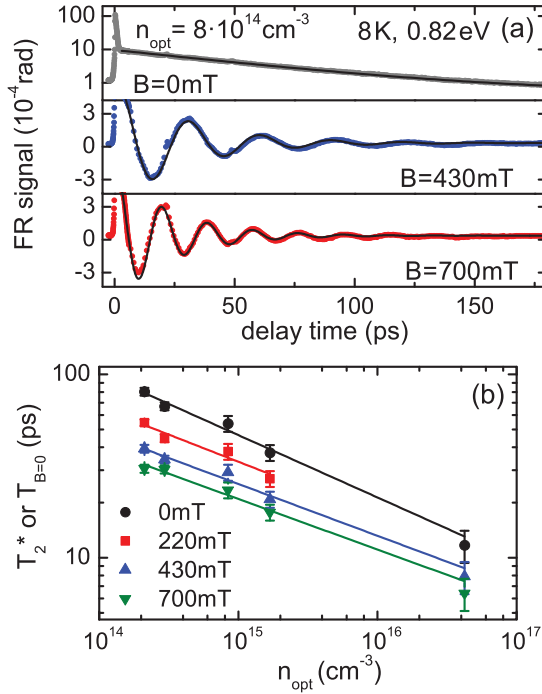 n_opt = 8·10^14 cm^-3 8K, 0.82eV (a)
100
10
1
B=0mT
3
0
-3
B=430mT
3
0
-3
B=700mT
FR signal (10^-4 rad)
0 50 100 150
delay time (ps)
(b)
100
10
T_2* or T_B=0 (ps)
0mT
220mT
430mT
700mT
10^14 10^15 10^16 10^17
n_opt (cm^-3)